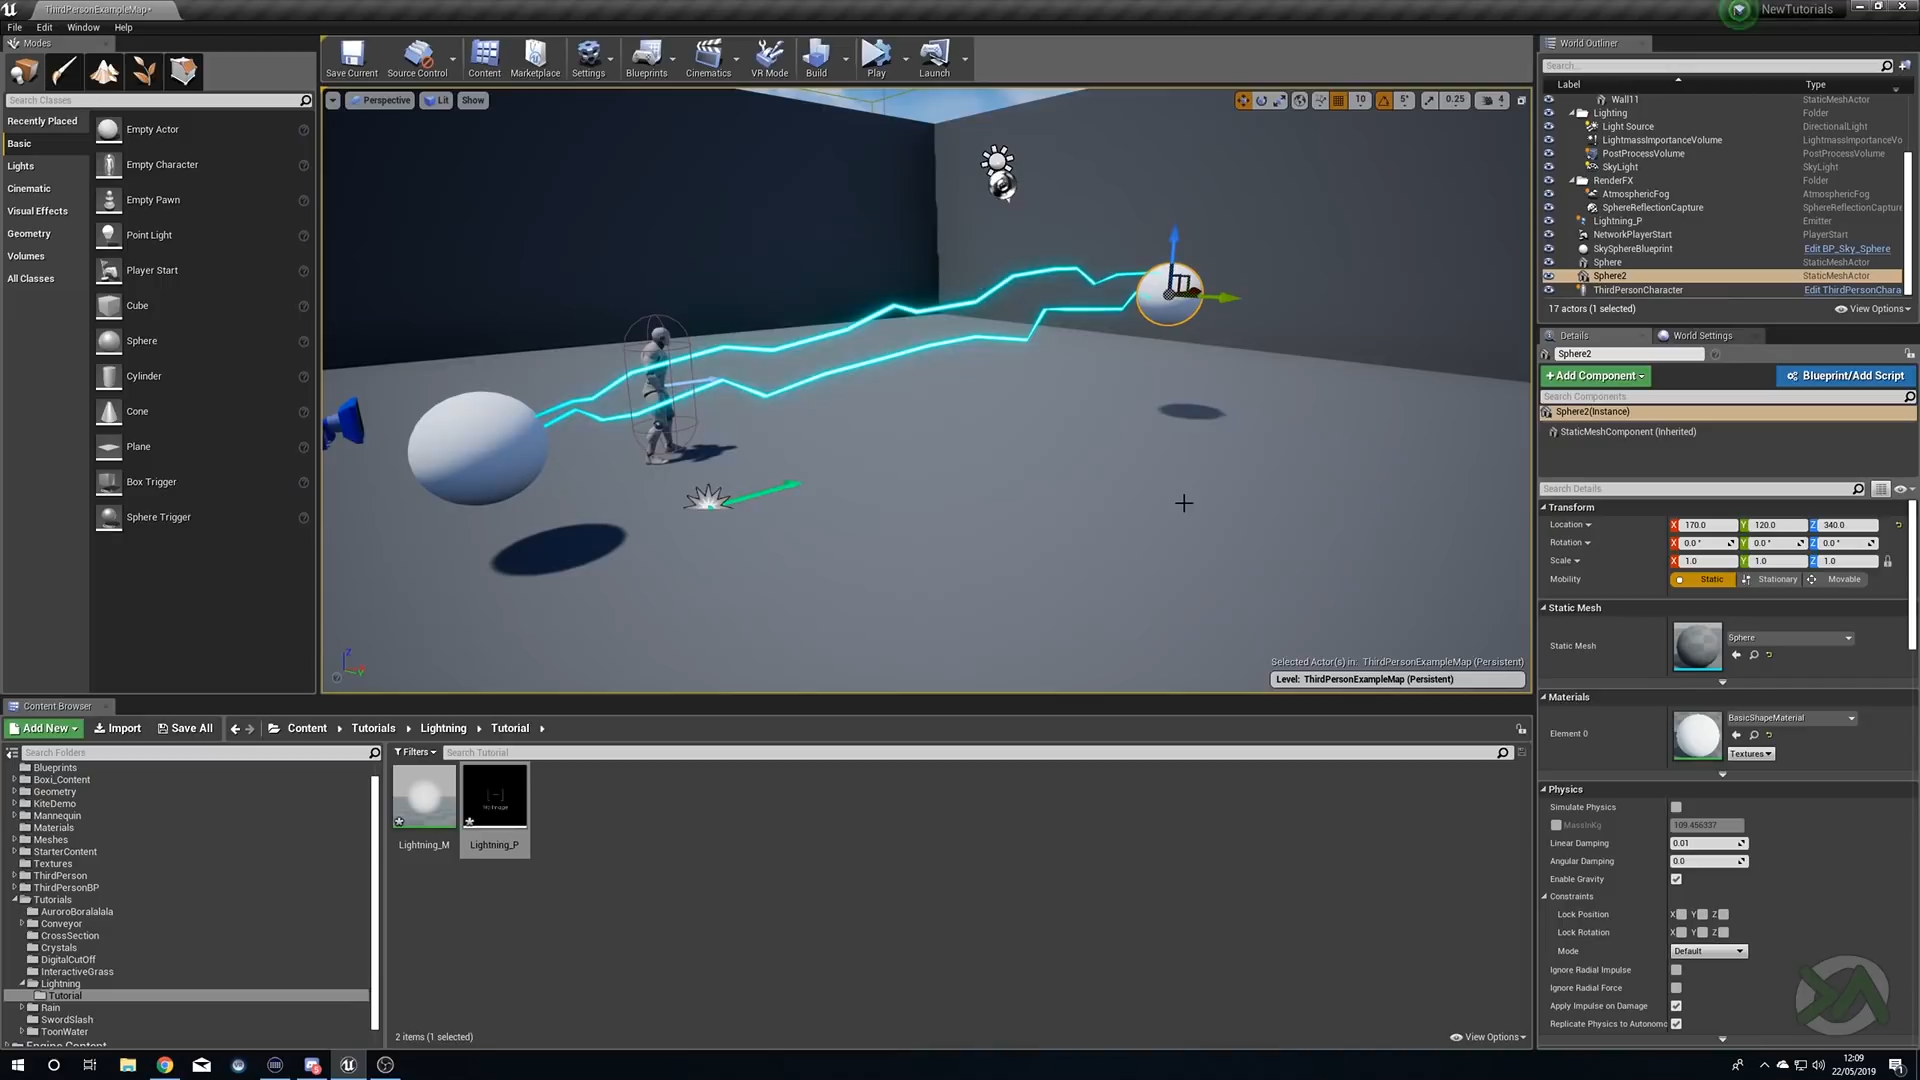 ThirdPersonExampleMap•
NewTutorials
File Edit Window Help
Modes
World Outliner
Save Current Source Control Content Marketplace Settings Blueprints Cinematics VR Mode Build Play Launch
Search...
Label Type
Search Classes
Perspective Lit Show
10 5° 0.25 4
Wall11 StaticMeshActor
Lighting Folder
Light Source DirectionalLight
LightmassImportanceVolume LightmassImportanceVo
PostProcessVolume PostProcessVolume
SkyLight SkyLight
RenderFX Folder
AtmosphericFog AtmosphericFog
SphereReflectionCapture SphereReflectionCapture
Lightning_P Emitter
NetworkPlayerStart PlayerStart
SkySphereBlueprint Edit BP_Sky_Sphere
Sphere StaticMeshActor
Sphere2 StaticMeshActor
ThirdPersonCharacter Edit ThirdPersonChara
17 actors (1 selected) View Options
Recently Placed
Basic
Lights
Cinematic
Visual Effects
Geometry
Volumes
All Classes
Empty Actor
Empty Character
Empty Pawn
Point Light
Player Start
Cube
Sphere
Cylinder
Cone
Plane
Box Trigger
Sphere Trigger
Z
Y
Selected Actor(s) in: ThirdPersonExampleMap (Persistent)
Level: ThirdPersonExampleMap (Persistent)
Details World Settings
Sphere2
+Add Component Blueprint/Add Script
Search Components
Sphere2(Instance)
StaticMeshComponent (Inherited)
Search Details
Transform
Location X 170.0 Y 120.0 Z 340.0
Rotation X 0.0° Y 0.0° Z 0.0°
Scale X 1.0 Y 1.0 Z 1.0
Mobility Static Stationary Movable
Static Mesh
Static Mesh Sphere
Materials
Element 0 BasicShapeMaterial
Textures
Physics
Simulate Physics
MassInKg 109.456337
Linear Damping 0.01
Angular Damping 0.0
Enable Gravity
Constraints
Lock Position X Y Z
Lock Rotation X Y Z
Mode Default
Ignore Radial Impulse
Ignore Radial Force
Apply Impulse on Damage
Replicate Physics to Autonomo
Content Browser
Add New Import Save All Content Tutorials Lightning Tutorial
Search Folders
Filters Search Tutorial
Blueprints
Boxi_Content
Geometry
KiteDemo
Mannequin
Materials
Meshes
StarterContent
Textures
ThirdPerson
ThirdPersonBP
Tutorials
AuroroBoralalala
Conveyor
CrossSection
Crystals
DigitalCutOff
InteractiveGrass
Lightning
Tutorial
Rain
SwordSlash
ToonWater
Engine Content
No Image
Lightning_M Lightning_P
2 items (1 selected) View Options
12:09
22/05/2019